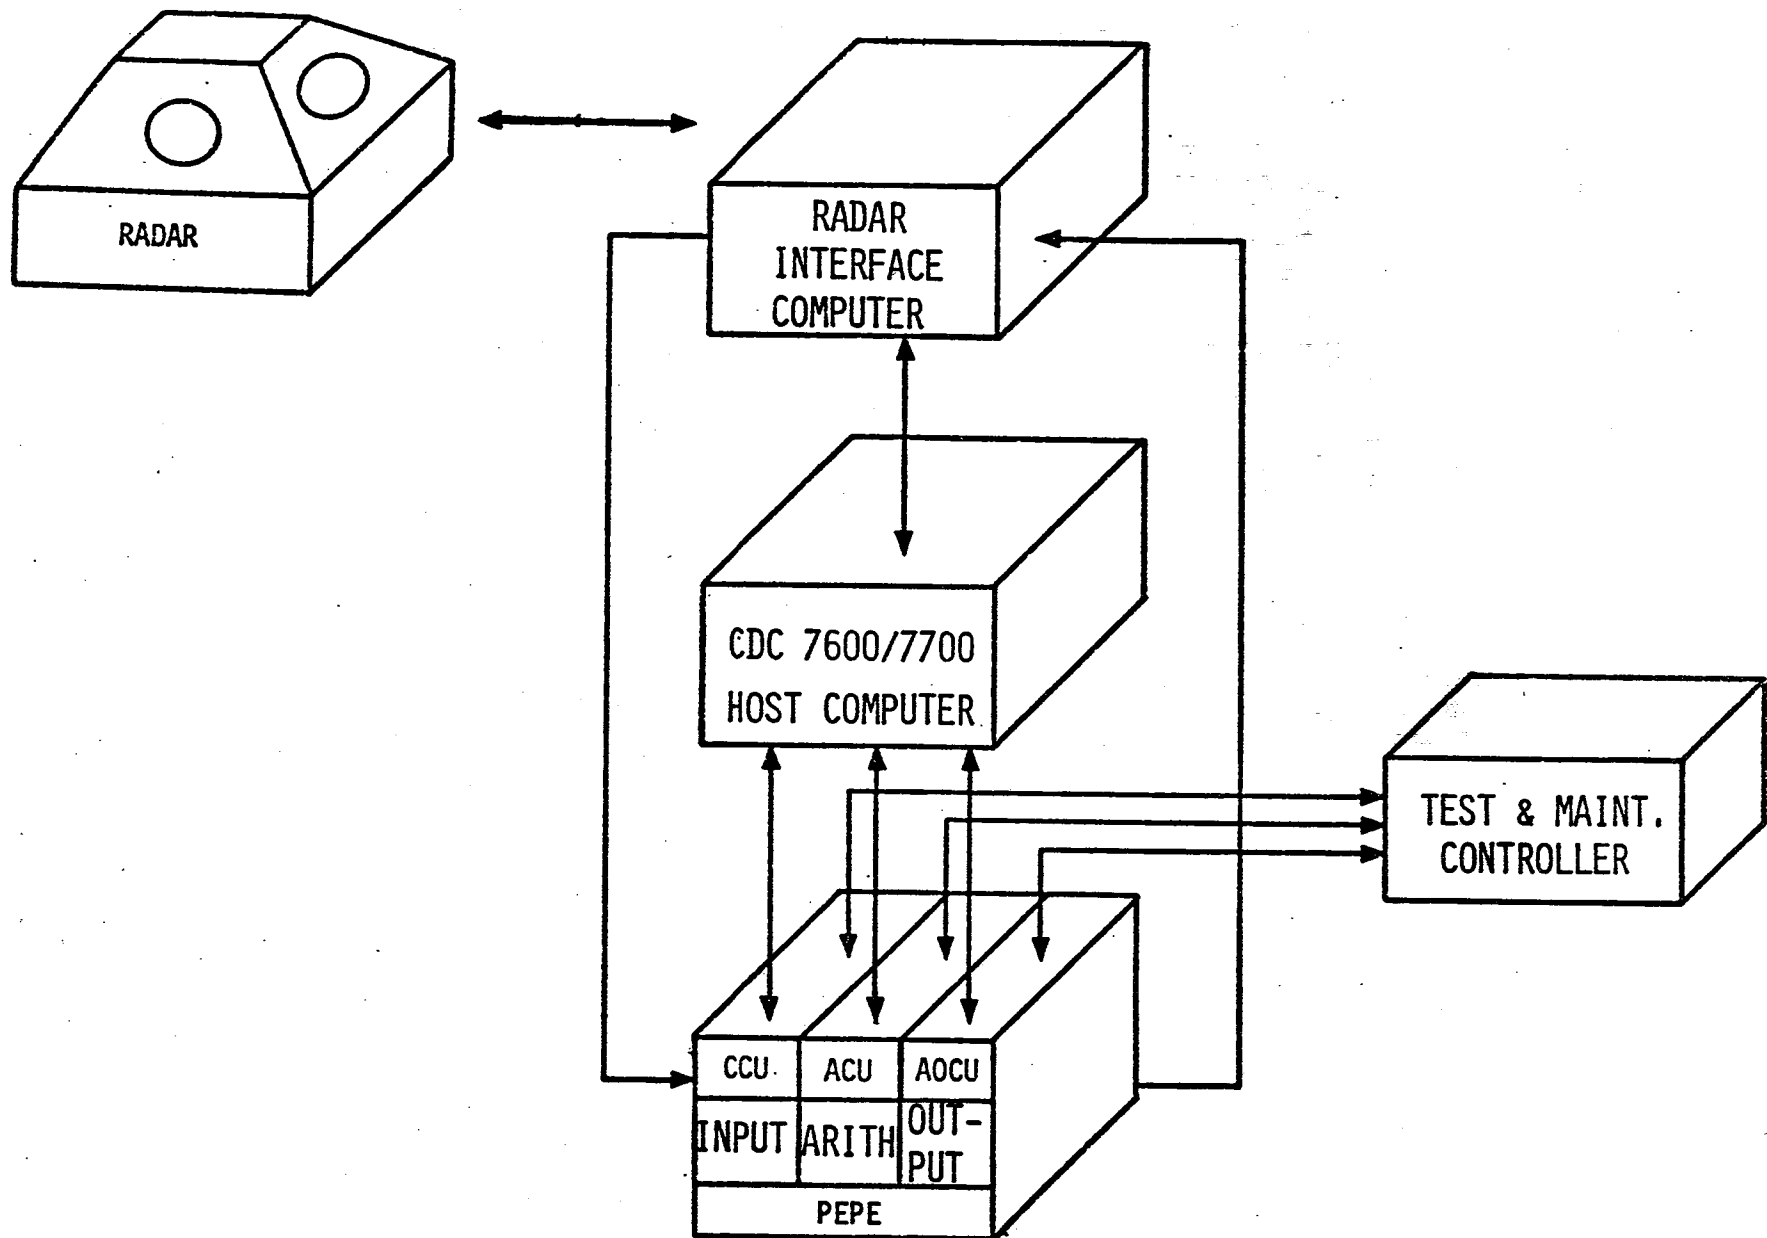 RADAR
RADAR
INTERFACE
COMPUTER
CDC 7600/7700
HOST COMPUTER
TEST & MAINT.
CONTROLLER
CCU ACU AOCU
INPUT ARITH OUT-
PUT
PEPE